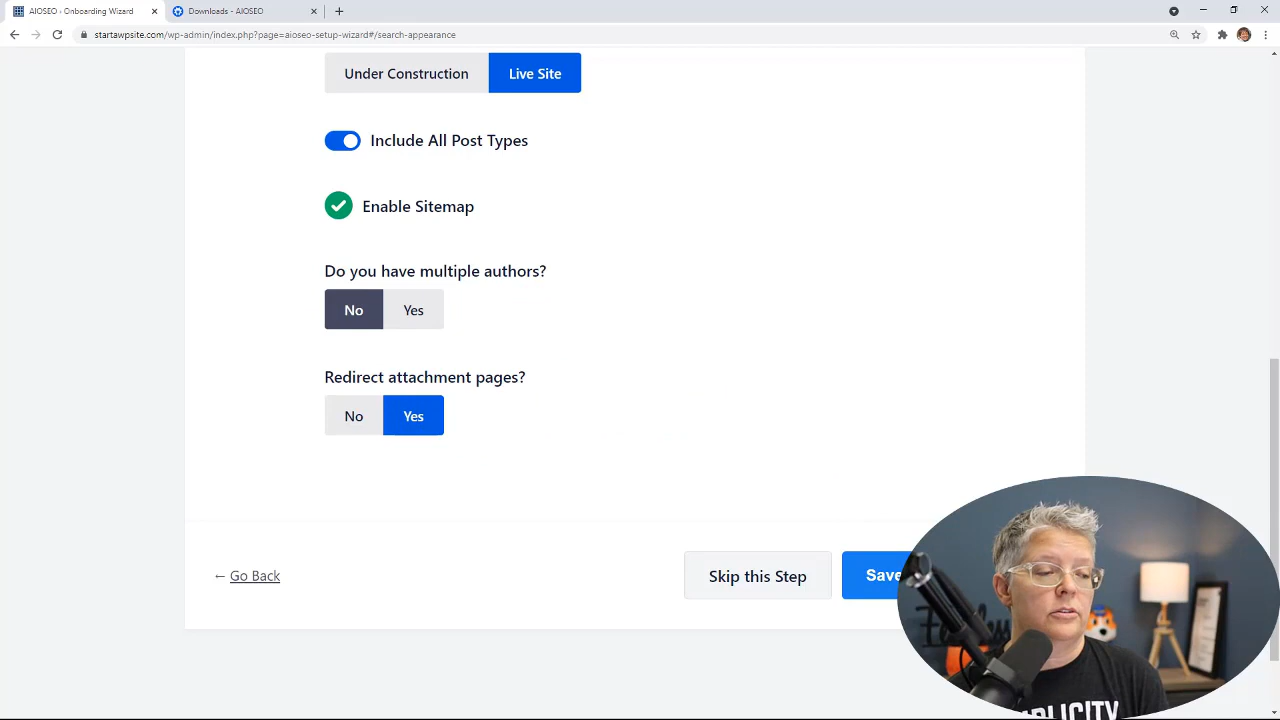 AIOSEO › Onboarding Wizard
Downloads - AIOSEO
startawpsite.com/wp-admin/index.php?page=aioseo-setup-wizard#/search-appearance
Under Construction
Live Site
Include All Post Types
Enable Sitemap
Do you have multiple authors?
No
Yes
Redirect attachment pages?
No
Yes
← Go Back
Skip this Step
Save